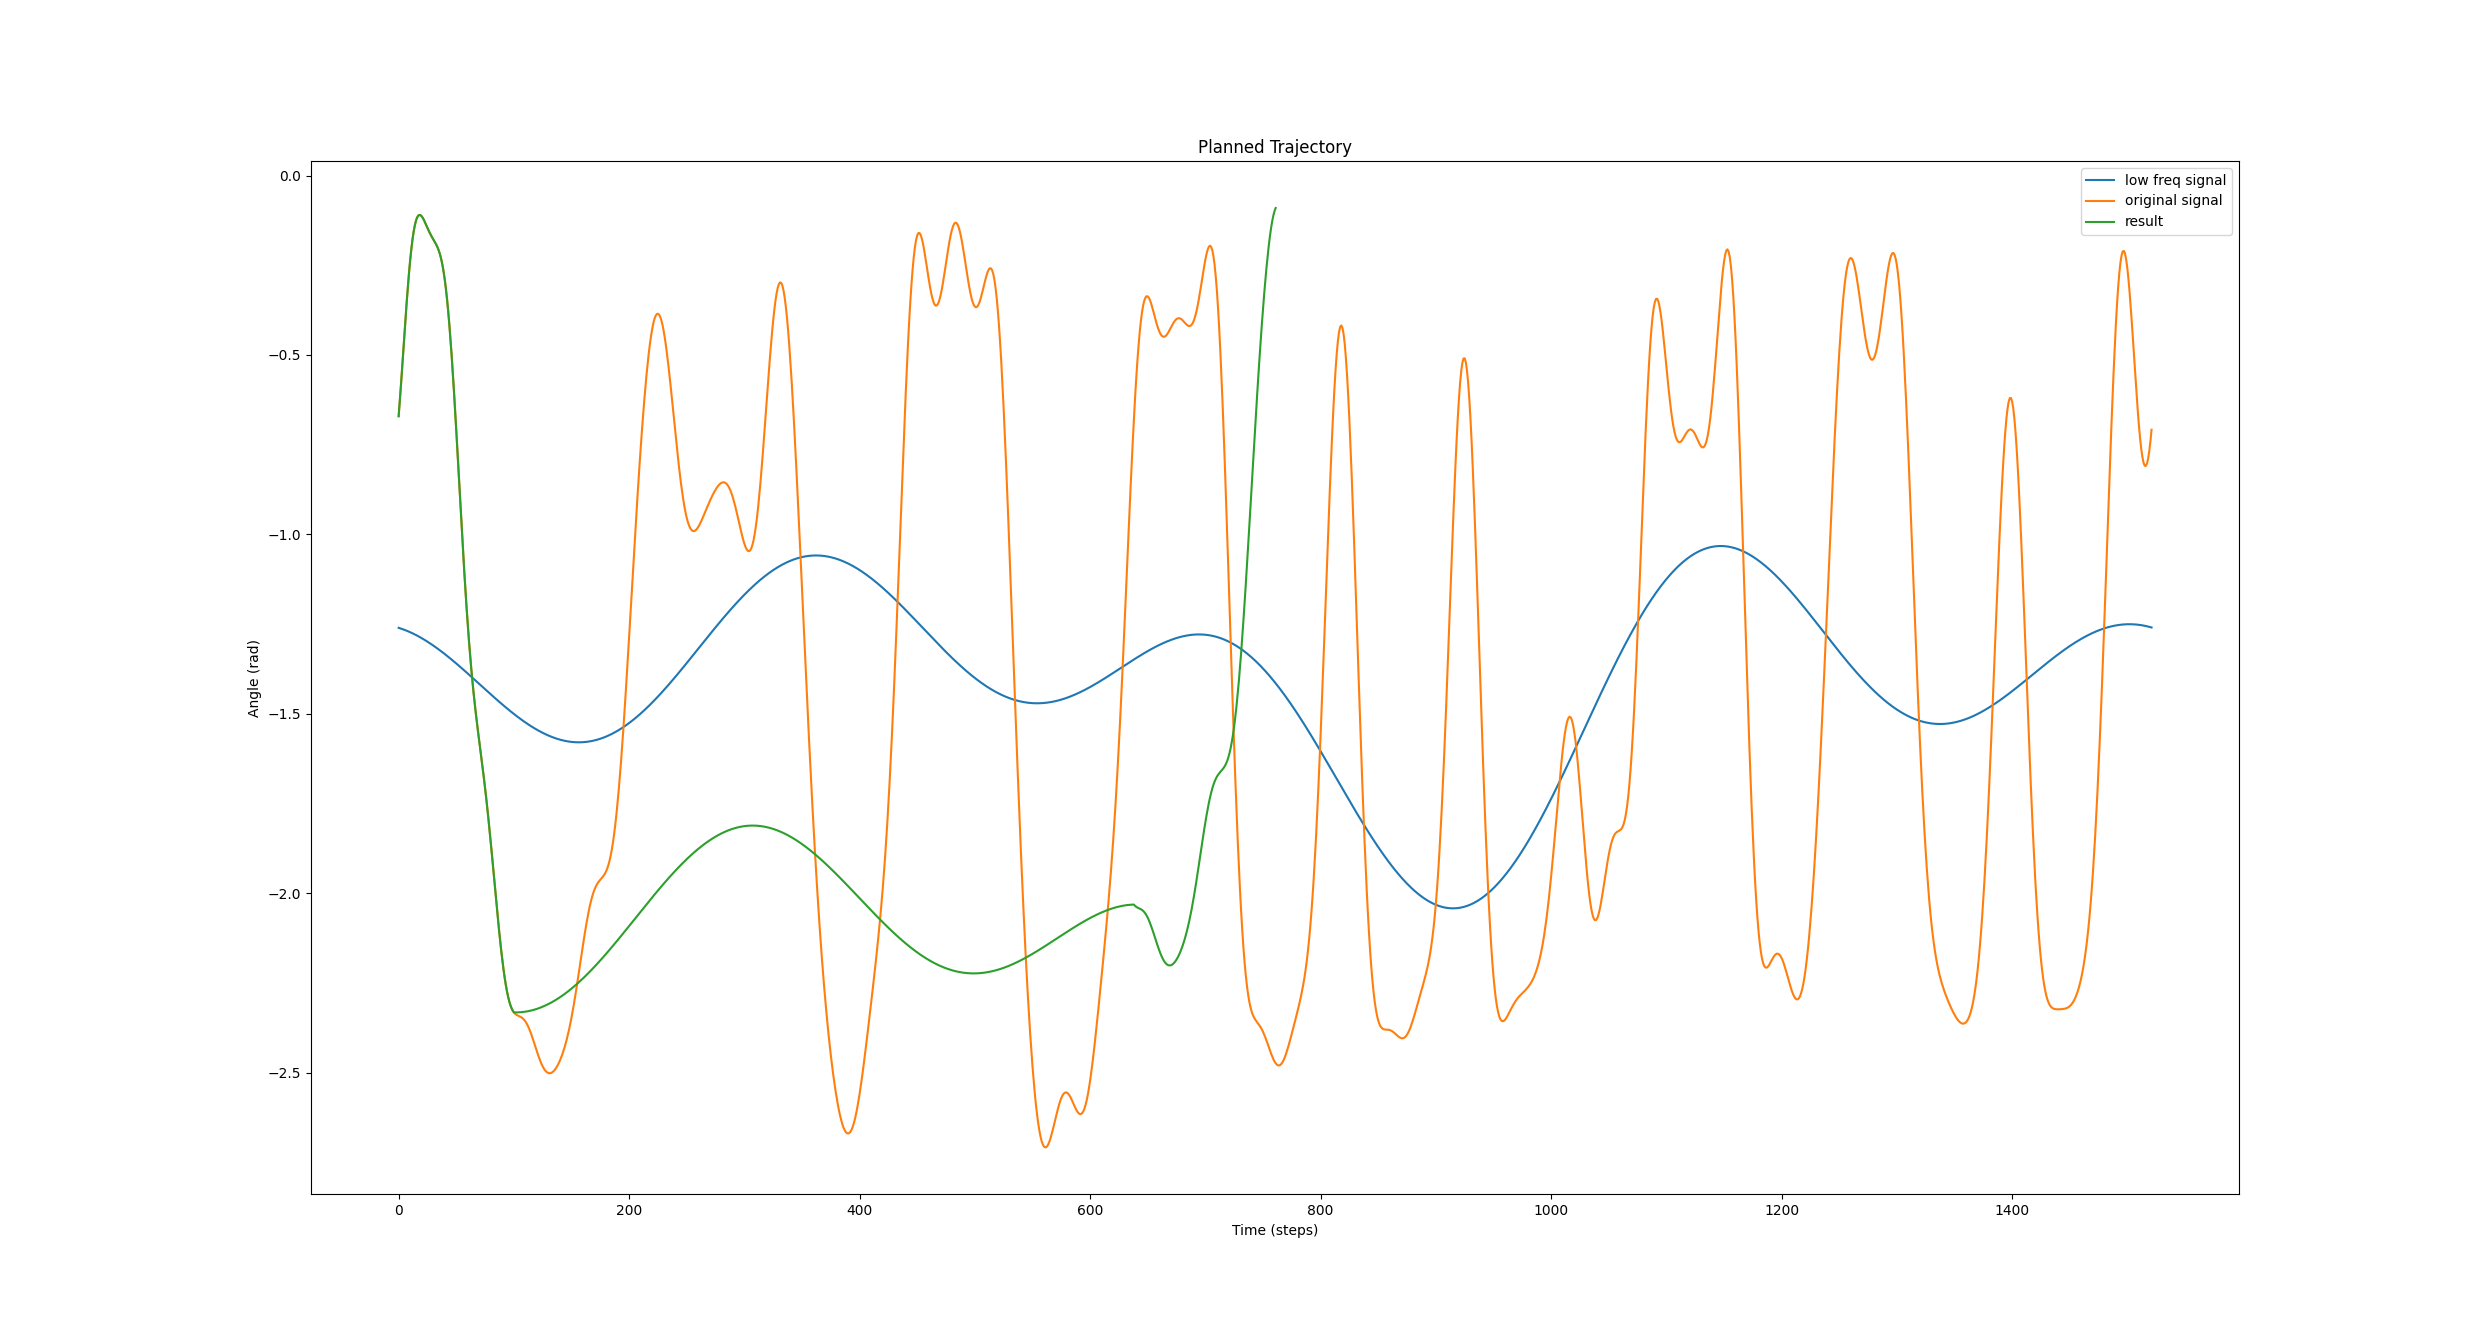 Planned Trajectory
low freq signal
original signal
result
0.0
−0.5
−1.0
−1.5
−2.0
−2.5
Angle (rad)
0 200 400 600 800 1000 1200 1400
Time (steps)